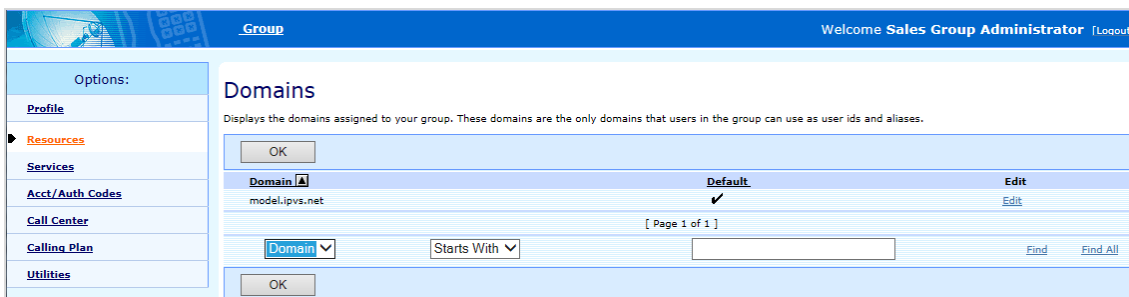 Group
Welcome Sales Group Administrator [Logout
Options:
Profile
Resources
Services
Acct/Auth Codes
Call Center
Calling Plan
Utilities
Domains
Displays the domains assigned to your group. These domains are the only domains that users in the group can use as user ids and aliases.
OK
Domain Default Edit
model.ipvs.net ✔ Edit
[ Page 1 of 1 ]
Domain Starts With Find Find All
OK